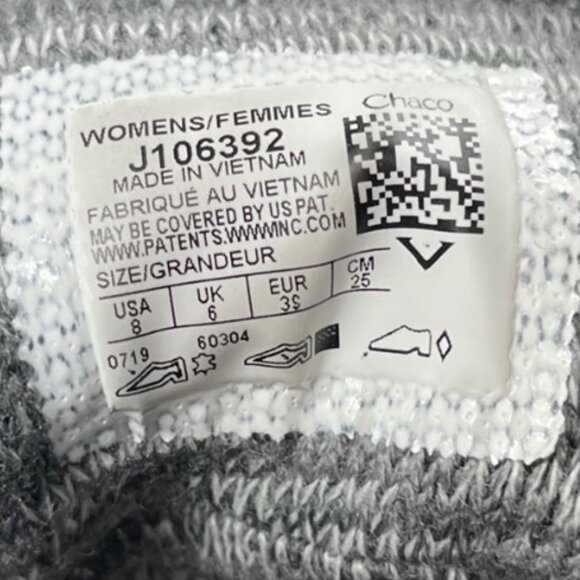 Chaco
WOMENS/FEMMES
J106392
MADE IN VIETNAM
FABRIQUÉ AU VIETNAM
MAY BE COVERED BY US PAT.
WWW.PATENTS.WWWINC.COM
SIZE/GRANDEUR
USA UK EUR CM
8 6 39 25
0719 60304